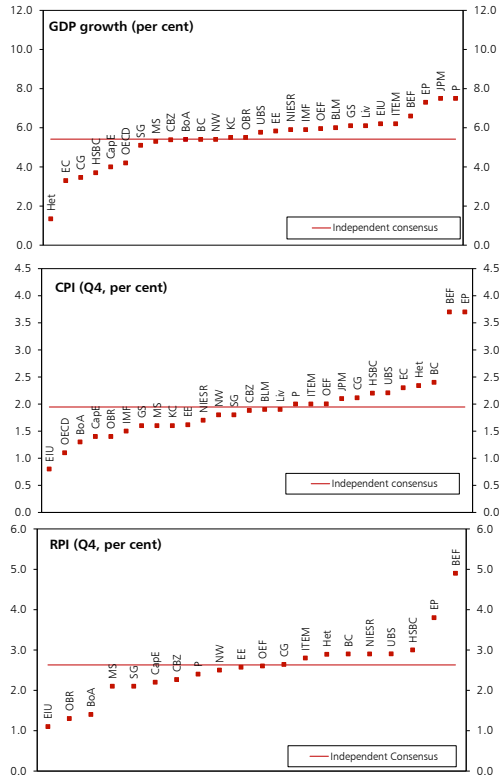 GDP growth (per cent)
12.0
10.0
8.0
6.0
4.0
2.0
0.0
Het
EC
CG
HSBC
CapE
OECD
SG
MS
CBZ
BoA
BC
NW
KC
OBR
UBS
EE
NIESR
IMF
OEF
BLM
GS
Liv
EIU
ITEM
BEF
EP
JPM
P
12.0
10.0
8.0
6.0
4.0
2.0
0.0
Independent consensus
CPI (Q4, per cent)
4.5
4.0
3.5
3.0
2.5
2.0
1.5
1.0
0.5
0.0
EIU
OECD
BoA
CapE
OBR
IMF
GS
MS
KC
EE
NIESR
NW
SG
CBZ
BLM
Liv
P
ITEM
OEF
JPM
CG
HSBC
UBS
EC
Het
BC
BEF
EP
4.5
4.0
3.5
3.0
2.5
2.0
1.5
1.0
0.5
0.0
Independent consensus
RPI (Q4, per cent)
6.0
5.0
4.0
3.0
2.0
1.0
0.0
EIU
OBR
BoA
MS
SG
CapE
CBZ
P
NW
EE
OEF
CG
ITEM
Het
BC
NIESR
UBS
HSBC
EP
BEF
6.0
5.0
4.0
3.0
2.0
1.0
0.0
Independent Consensus